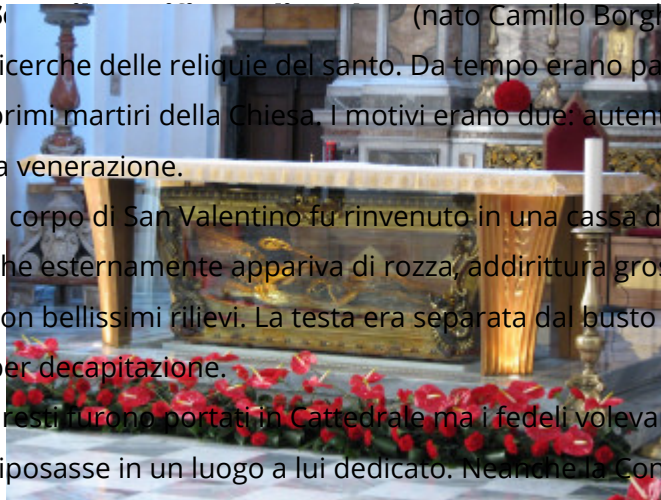 (nato Camillo Borgh
icerche delle reliquie del santo. Da tempo erano pa
primi martiri della Chiesa. I motivi erano due: autent
a venerazione.
corpo di San Valentino fu rinvenuto in una cassa d
he esternamente appariva di rozza, addirittura gros
on bellissimi rilievi. La testa era separata dal busto
per decapitazione.
resti furono portati in Cattedrale ma i fedeli voleva
iposasse in un luogo a lui dedicato. Neanche la Con